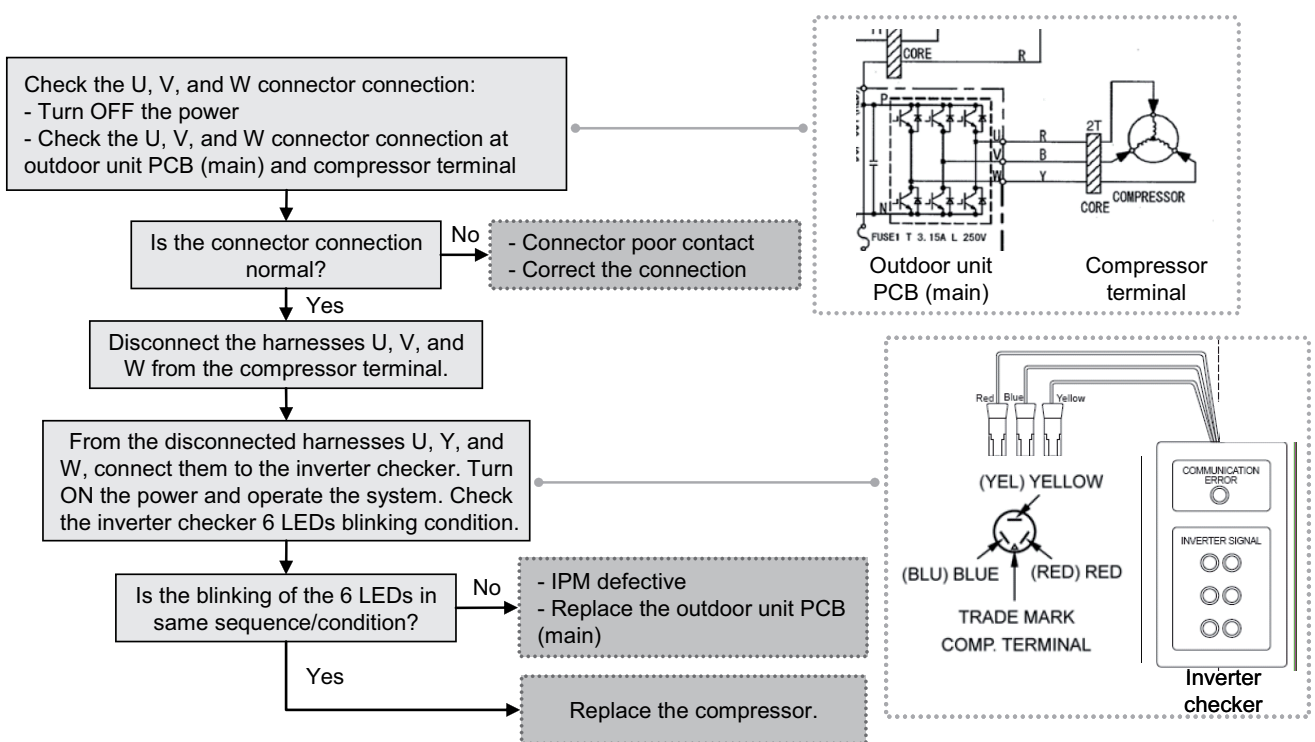 Check the U, V, and W connector connection:
- Turn OFF the power
- Check the U, V, and W connector connection at
outdoor unit PCB (main) and compressor terminal
Is the connector connection
normal?
No
- Connector poor contact
- Correct the connection
Yes
Disconnect the harnesses U, V, and
W from the compressor terminal.
From the disconnected harnesses U, Y, and
W, connect them to the inverter checker. Turn
ON the power and operate the system. Check
the inverter checker 6 LEDs blinking condition.
Is the blinking of the 6 LEDs in
same sequence/condition?
No
- IPM defective
- Replace the outdoor unit PCB
(main)
Yes
Replace the compressor.
CORE
R
P
U
R
2T
V
B
W
Y
N
CORE
COMPRESSOR
FUSE1 T 3.15A L 250V
Outdoor unit
PCB (main)
Compressor
terminal
Red
Blue
Yellow
(YEL) YELLOW
(BLU) BLUE
(RED) RED
TRADE MARK
COMP. TERMINAL
COMMUNICATION
ERROR
INVERTER SIGNAL
Inverter
checker